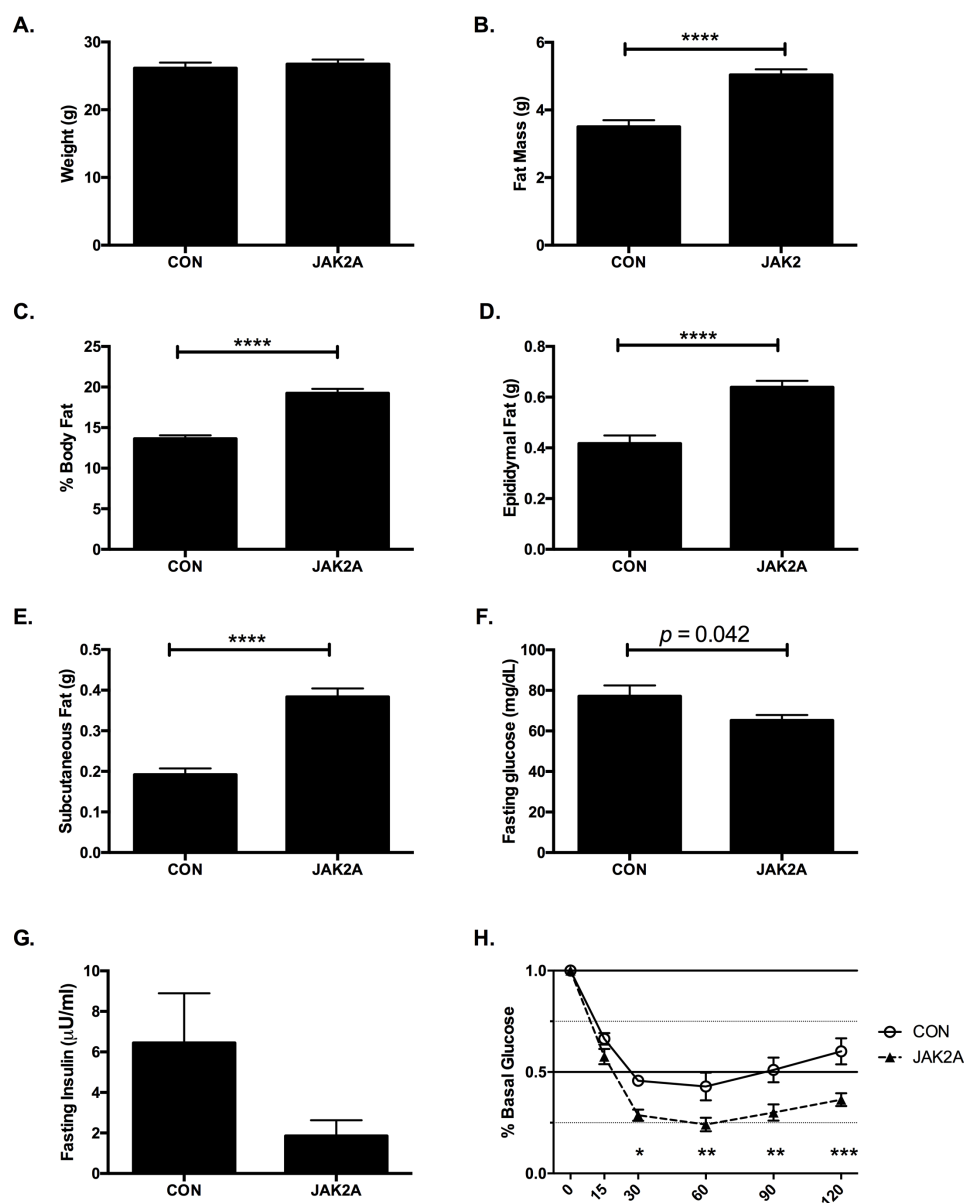 A.
Weight (g)
30
20
10
0
CON JAK2A
B.
****
Fat Mass (g)
6
4
2
0
CON JAK2
C.
****
% Body Fat
25
20
15
10
5
0
CON JAK2A
D.
****
Epididymal Fat (g)
0.8
0.6
0.4
0.2
0.0
CON JAK2A
E.
****
Subcutaneous Fat (g)
0.5
0.4
0.3
0.2
0.1
0.0
CON JAK2A
F.
p = 0.042
Fasting glucose (mg/dL)
100
80
60
40
20
0
CON JAK2A
G.
Fasting Insulin (μU/ml)
10
8
6
4
2
0
CON JAK2A
H.
% Basal Glucose
1.0
0.5
0.0
* ** ** ***
0 15 30 60 90 120
CON
JAK2A